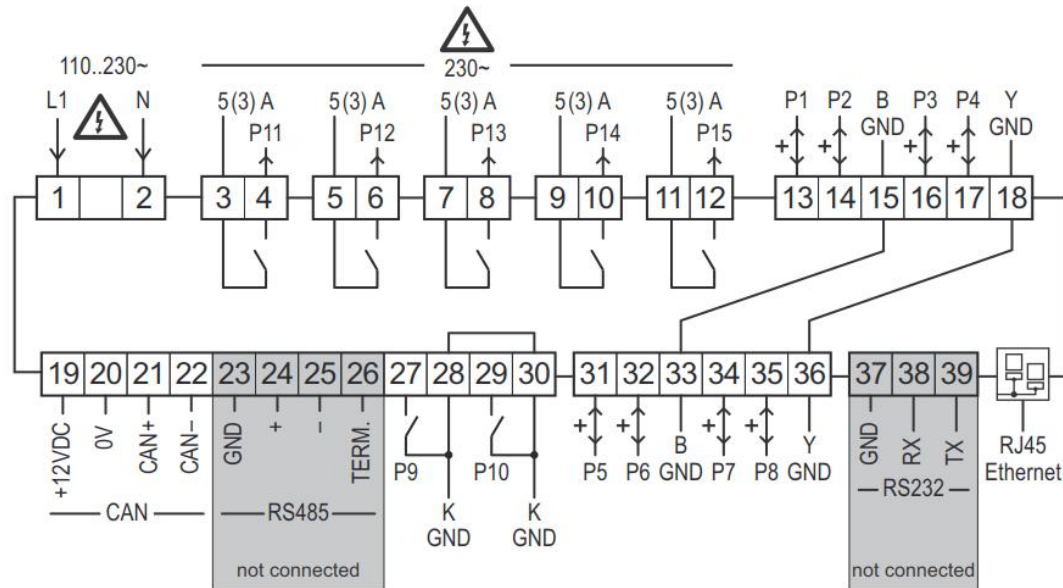 110..230~ 230~
L1 N 5(3) A 5(3) A 5(3) A 5(3) A 5(3) A P1 P2 B P3 P4 Y
P11 P12 P13 P14 P15 GND GND
+ + + +
1 2 3 4 5 6 7 8 9 10 11 12 13 14 15 16 17 18
19 20 21 22 23 24 25 26 27 28 29 30 31 32 33 34 35 36 37 38 39
+12VDC 0V CAN+ CAN– GND + – TERM. + + + + GND RX TX RJ45
P9 P10 P5 P6 B P7 P8 Y Ethernet
GND GND
CAN RS485 K K RS232
GND GND
not connected not connected